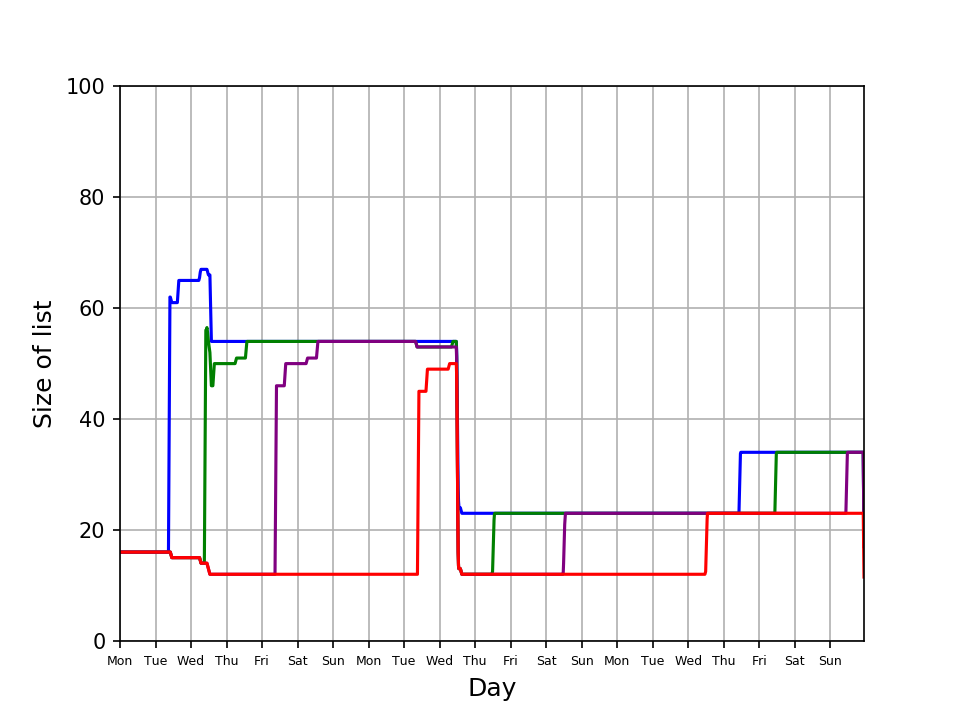 100
80
60
40
20
0
Size of list
Mon Tue Wed Thu Fri Sat Sun Mon Tue Wed Thu Fri Sat Sun Mon Tue Wed Thu Fri Sat Sun
Day